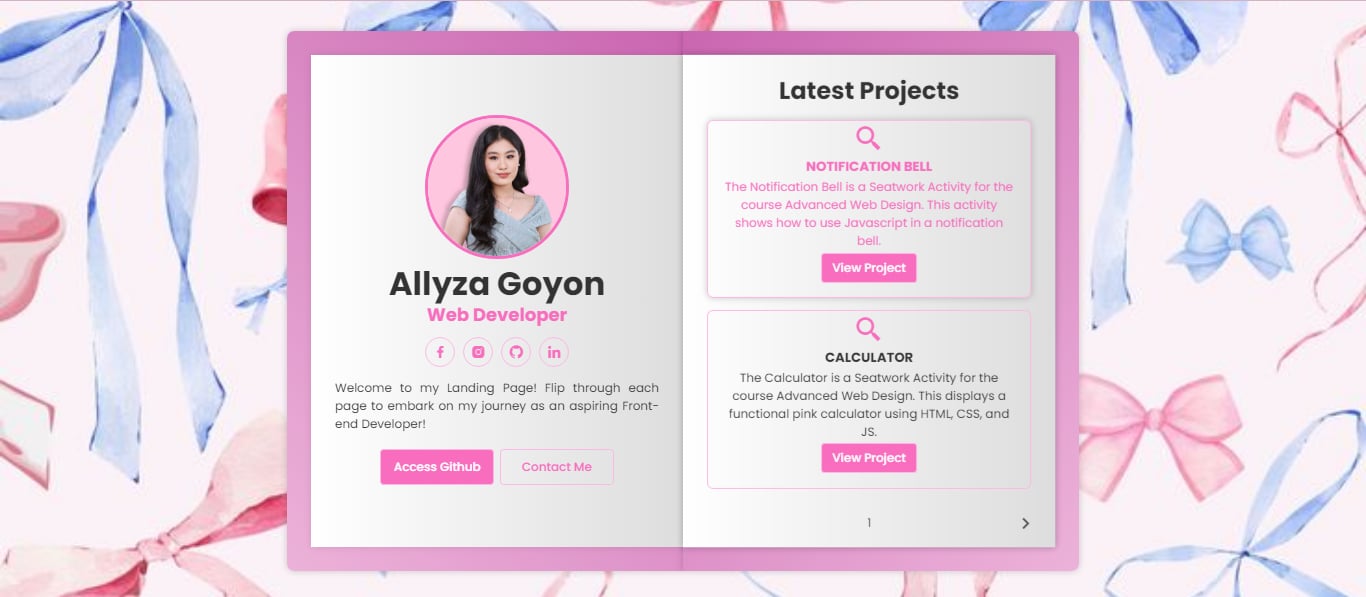 Allyza Goyon
Web Developer
Welcome to my Landing Page! Flip through each
page to embark on my journey as an aspiring Front-
end Developer!
Access Github
Contact Me
Latest Projects
NOTIFICATION BELL
The Notification Bell is a Seatwork Activity for the
course Advanced Web Design. This activity
shows how to use Javascript in a notification
bell.
View Project
CALCULATOR
The Calculator is a Seatwork Activity for the
course Advanced Web Design. This displays a
functional pink calculator using HTML, CSS, and
JS.
View Project
1